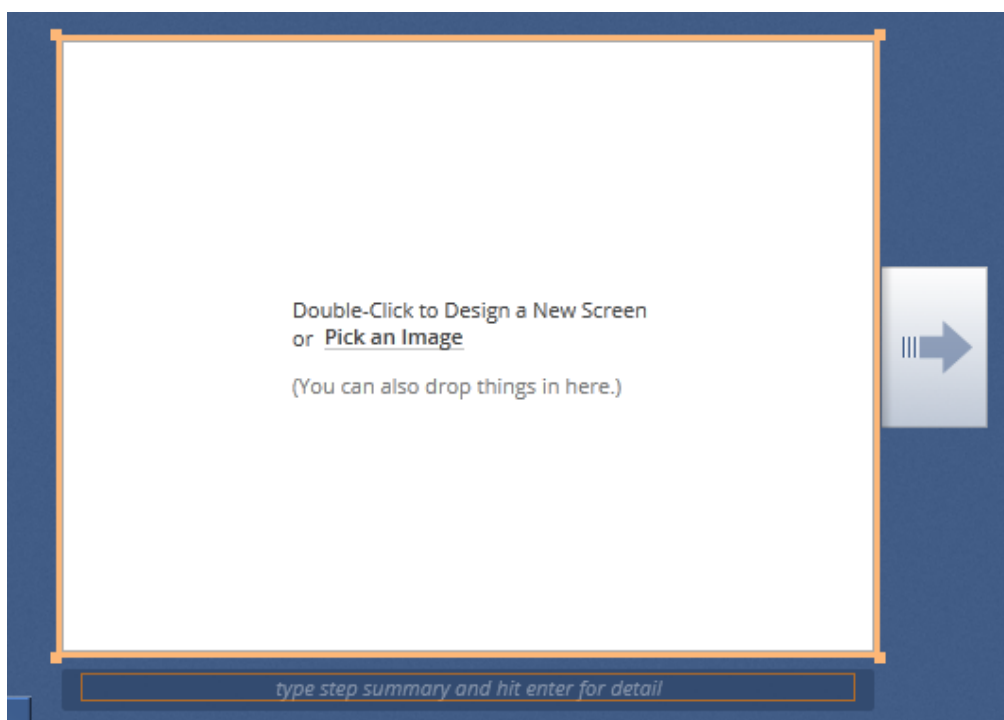 Double-Click to Design a New Screen
or Pick an Image
(You can also drop things in here.)
type step summary and hit enter for detail